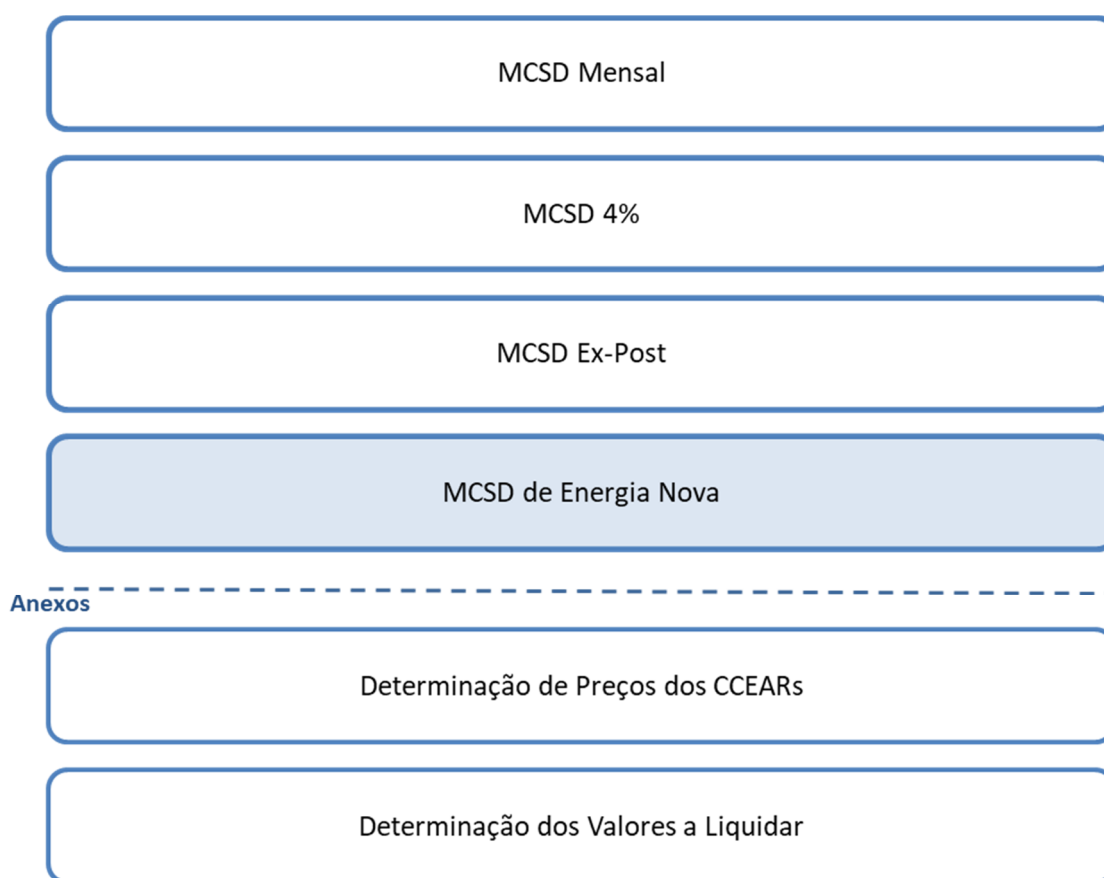 MCSD Mensal
MCSD 4%
MCSD Ex-Post
MCSD de Energia Nova
Anexos
Determinação de Preços dos CCEARs
Determinação dos Valores a Liquidar